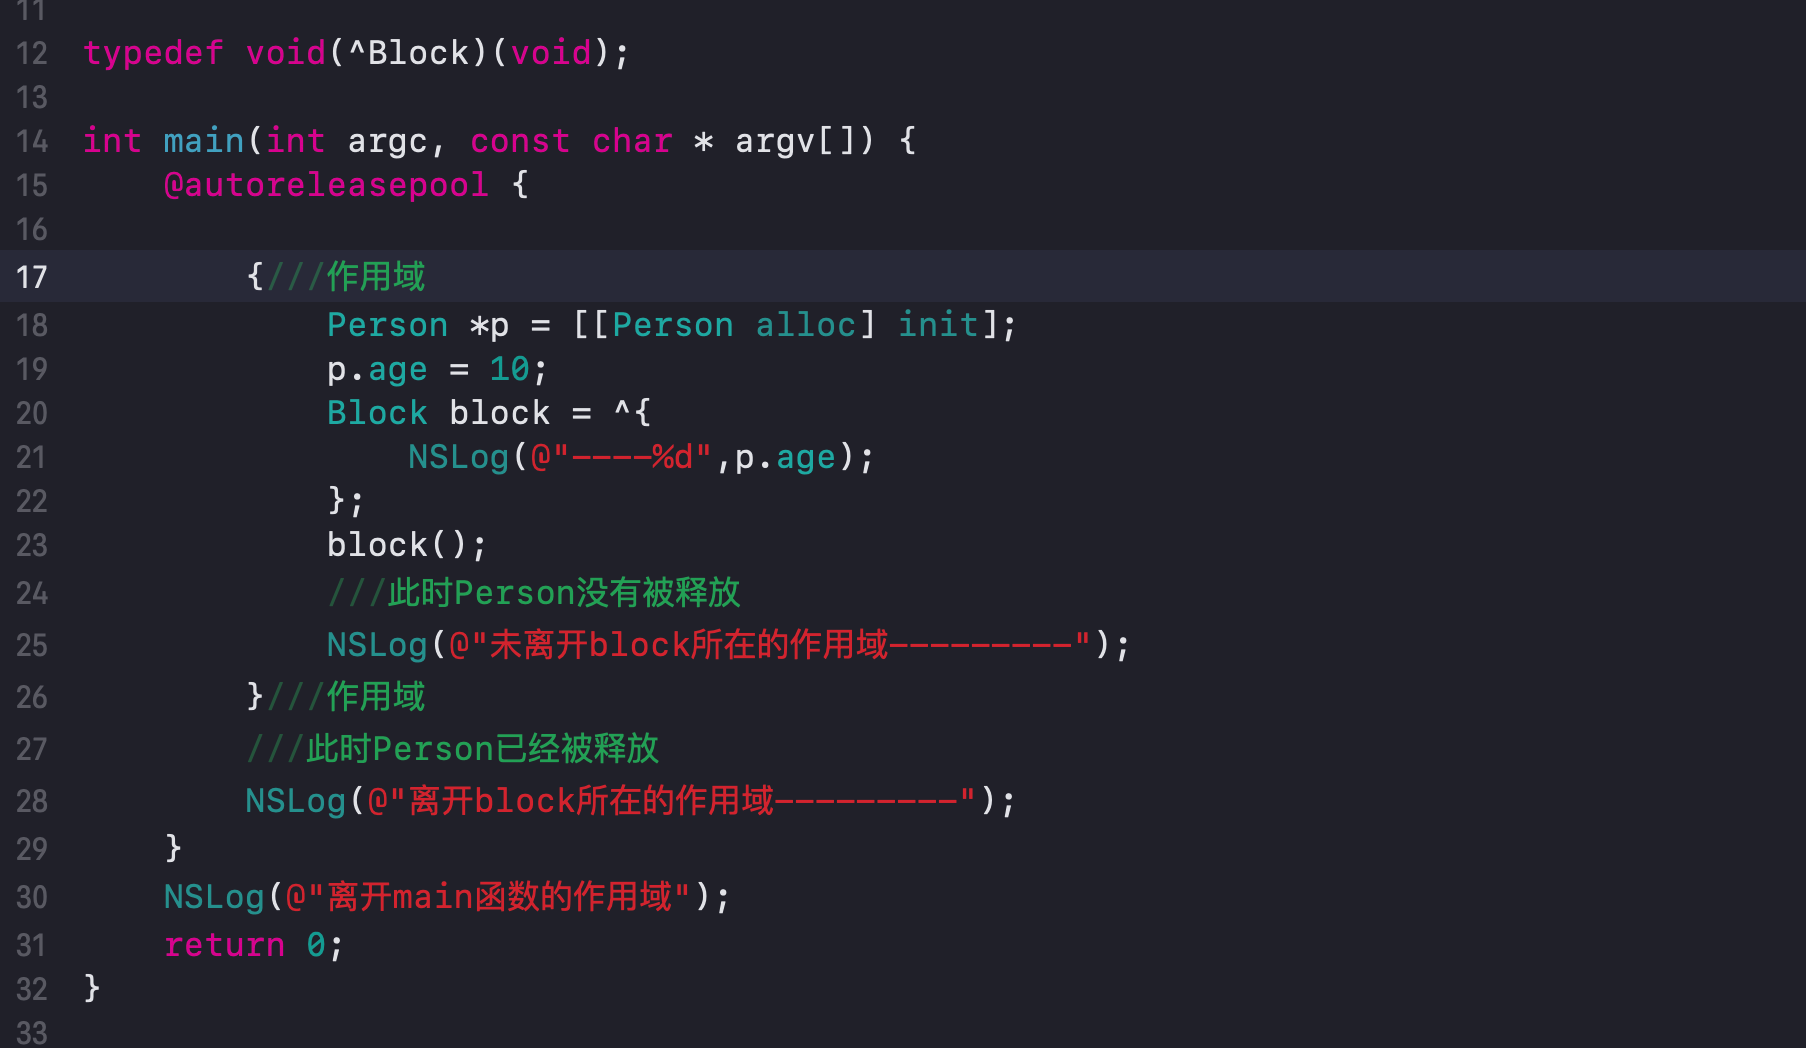 11
12 typedef void(^Block)(void);
13
14 int main(int argc, const char * argv[]) {
15     @autoreleasepool {
16
17         {///作用域
18             Person *p = [[Person alloc] init];
19             p.age = 10;
20             Block block = ^{
21                 NSLog(@"----%d",p.age);
22             };
23             block();
24             ///此时Person没有被释放
25             NSLog(@"未离开block所在的作用域---------");
26         }///作用域
27         ///此时Person已经被释放
28         NSLog(@"离开block所在的作用域---------");
29     }
30     NSLog(@"离开main函数的作用域");
31     return 0;
32 }
33